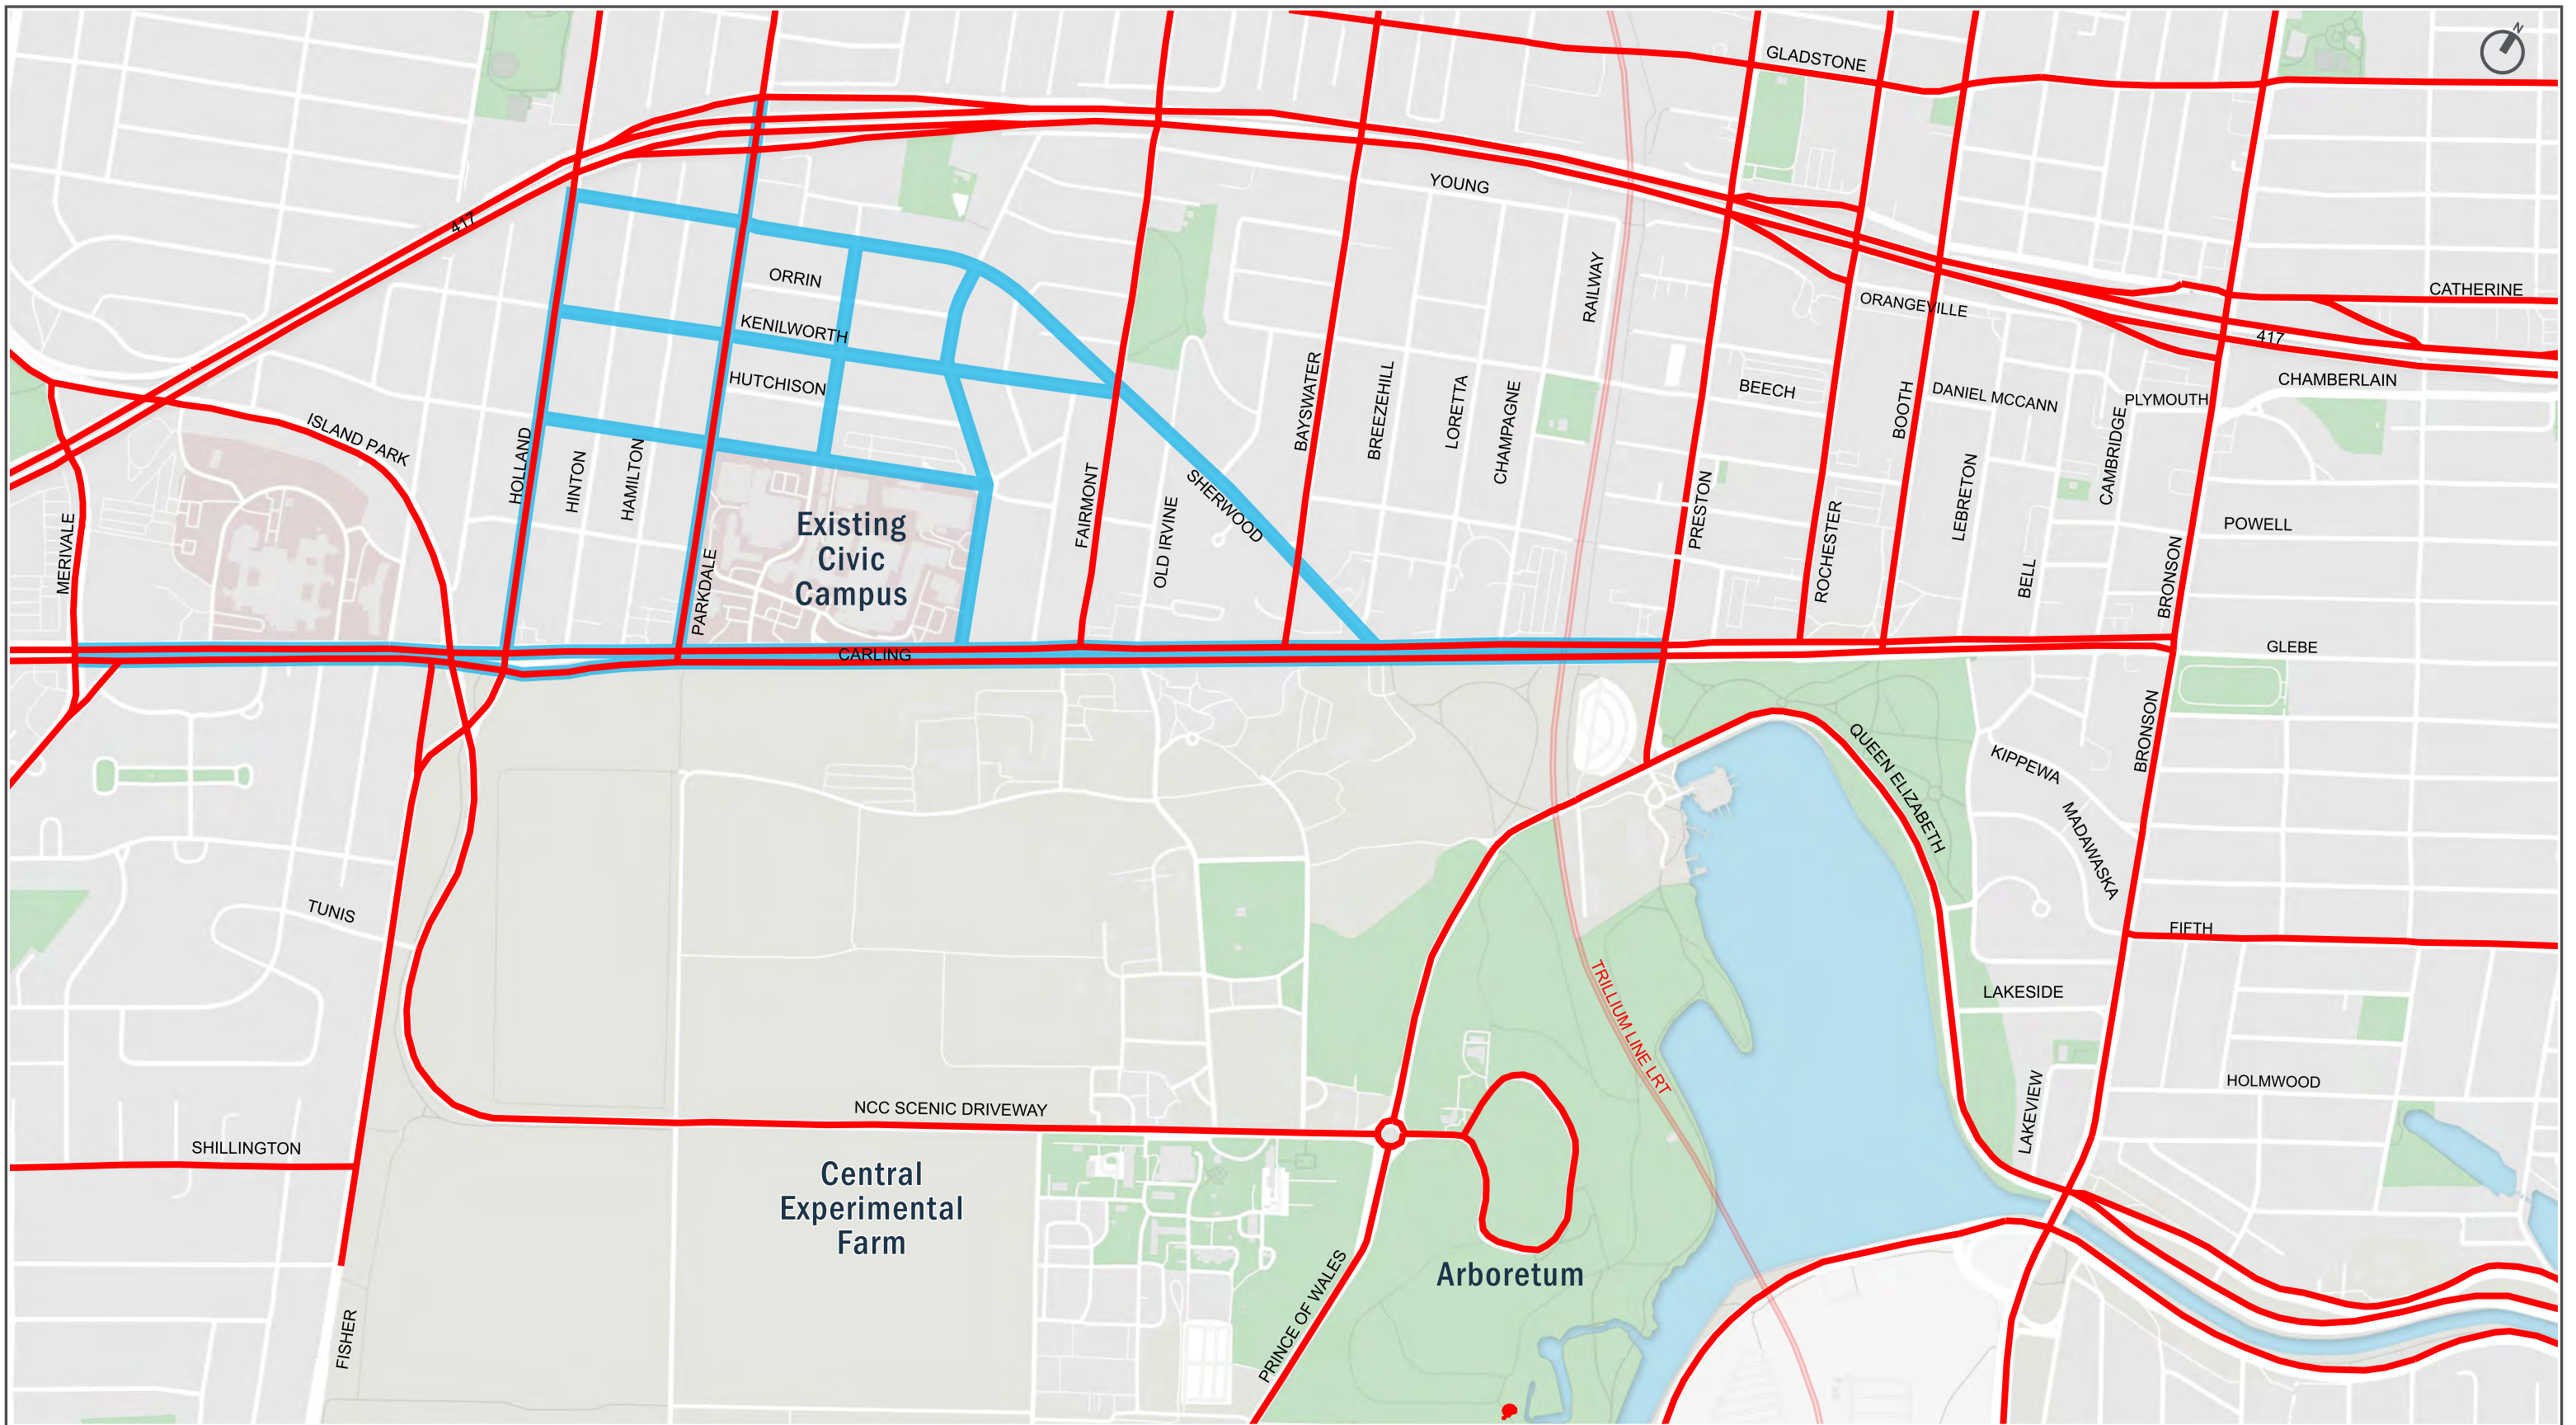 N
GLADSTONE
417
YOUNG
ORRIN
KENILWORTH
HUTCHISON
RAILWAY
ORANGEVILLE
CATHERINE
417
CHAMBERLAIN
ISLAND PARK
HOLLAND
HINTON
HAMILTON
PARKDALE
MERIVALE
Existing
Civic
Campus
FAIRMONT
OLD IRVINE
SHERWOOD
BAYSWATER
BREEZEHILL
LORETTA
CHAMPAGNE
PRESTON
BEECH
ROCHESTER
BOOTH
DANIEL MCCANN
LEBRETON
BELL
CAMBRIDGE
PLYMOUTH
BRONSON
POWELL
GLEBE
CARLING
QUEEN ELIZABETH
KIPPEWA
MADAWASKA
BRONSON
TUNIS
FIFTH
TRILLIUM LINE LRT
LAKESIDE
LAKEVIEW
HOLMWOOD
NCC SCENIC DRIVEWAY
SHILLINGTON
Central
Experimental
Farm
Arboretum
PRINCE OF WALES
FISHER